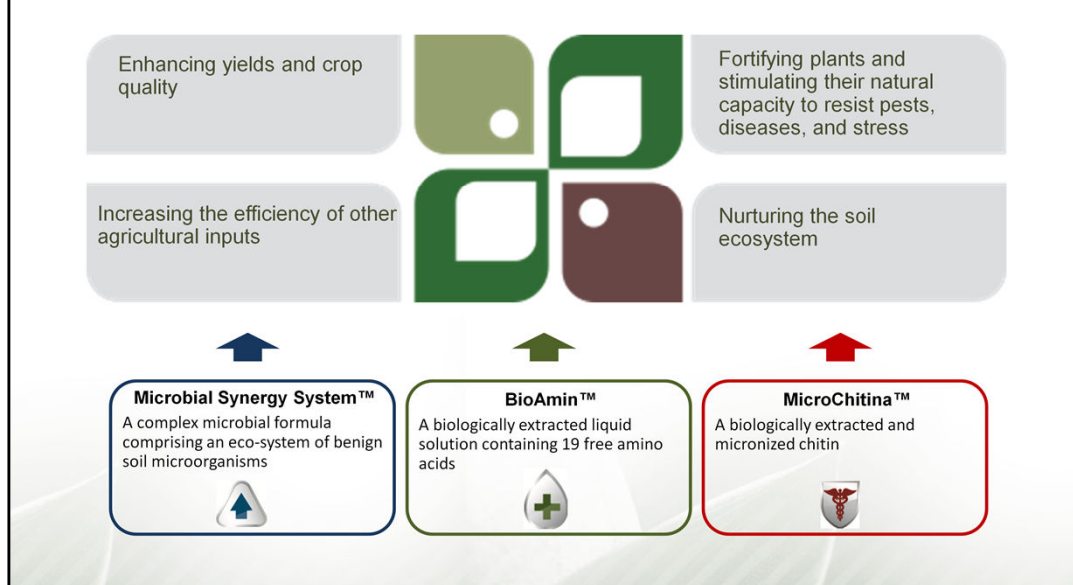 Enhancing yields and crop
quality
Fortifying plants and
stimulating their natural
capacity to resist pests,
diseases, and stress
Increasing the efficiency of other
agricultural inputs
Nurturing the soil
ecosystem
Microbial Synergy System™
A complex microbial formula
comprising an eco-system of benign
soil microorganisms
BioAmin™
A biologically extracted liquid
solution containing 19 free amino
acids
MicroChitina™
A biologically extracted and
micronized chitin